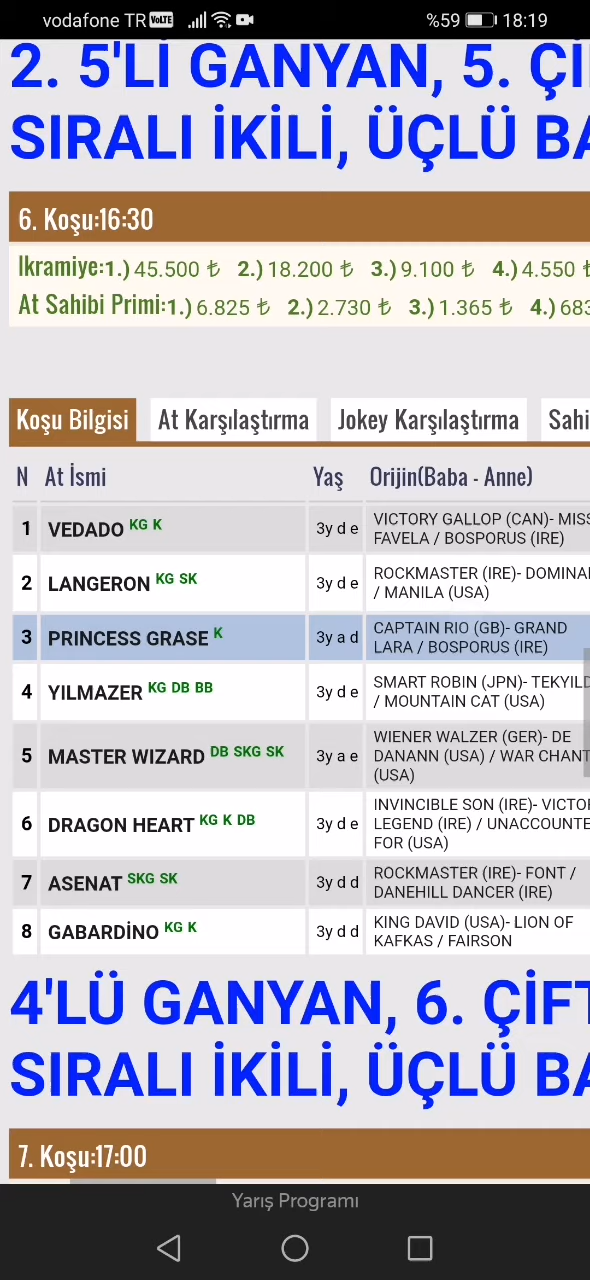 vodafone TR VoLTE %59 18:19
2. 5'Lİ GANYAN, 5. Çİ
SIRALI İKİLİ, ÜÇLÜ BA
6. Koşu:16:30
Ikramiye:1.) 45.500 ₺ 2.) 18.200 ₺ 3.) 9.100 ₺ 4.) 4.550 ₺
At Sahibi Primi:1.) 6.825 ₺ 2.) 2.730 ₺ 3.) 1.365 ₺ 4.) 683
Koşu Bilgisi At Karşılaştırma Jokey Karşılaştırma Sahi
N At İsmi Yaş Orijin(Baba - Anne)
1 VEDADO KG K 3y d e VICTORY GALLOP (CAN)- MISS
FAVELA / BOSPORUS (IRE)
2 LANGERON KG SK 3y d e ROCKMASTER (IRE)- DOMINA
/ MANILA (USA)
3 PRINCESS GRASE K 3y a d CAPTAIN RIO (GB)- GRAND
LARA / BOSPORUS (IRE)
4 YILMAZER KG DB BB 3y d e SMART ROBIN (JPN)- TEKYILD
/ MOUNTAIN CAT (USA)
5 MASTER WIZARD DB SKG SK 3y a e WIENER WALZER (GER)- DE
DANANN (USA) / WAR CHANT
(USA)
6 DRAGON HEART KG K DB 3y d e INVINCIBLE SON (IRE)- VICTO
LEGEND (IRE) / UNACCOUNTE
FOR (USA)
7 ASENAT SKG SK 3y d d ROCKMASTER (IRE)- FONT /
DANEHILL DANCER (IRE)
8 GABARDİNO KG K 3y d d KING DAVID (USA)- LION OF
KAFKAS / FAIRSON
4'LÜ GANYAN, 6. ÇİFT
SIRALI İKİLİ, ÜÇLÜ BA
7. Koşu:17:00
Yarış Programı